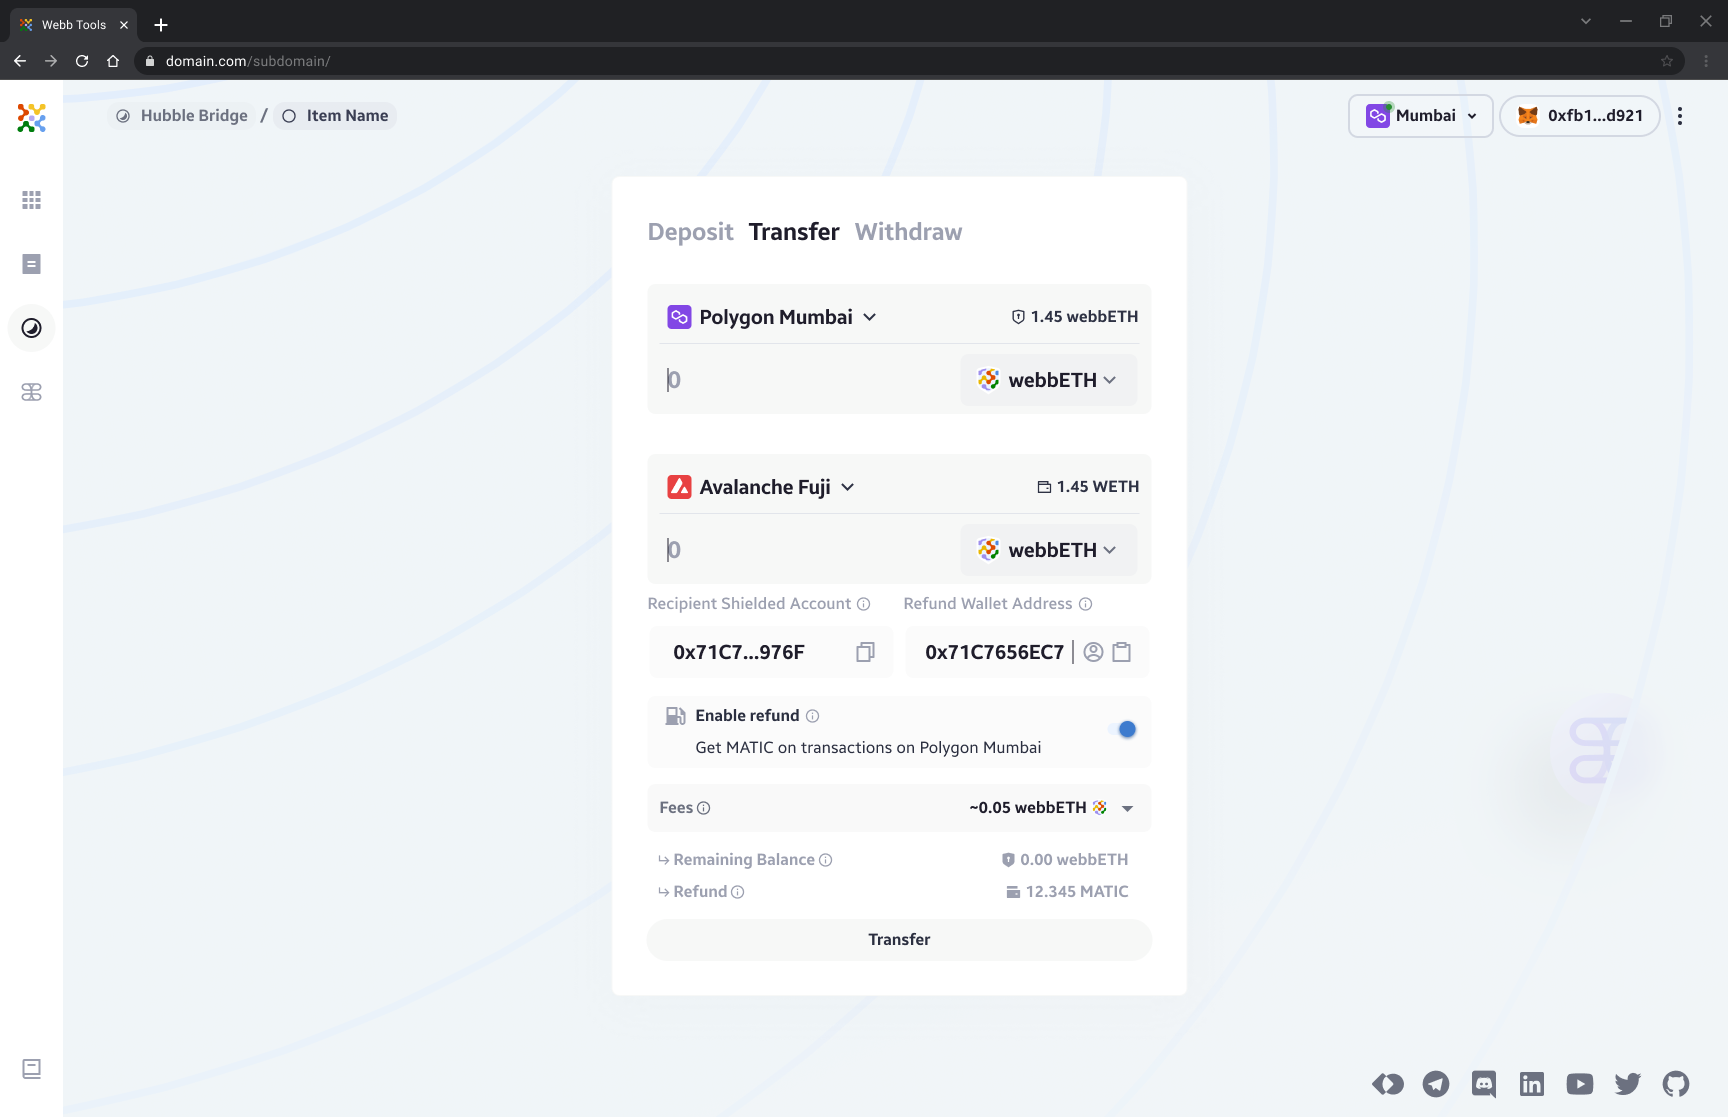 Webb Tools
domain.com/subdomain/
Hubble Bridge / Item Name
Mumbai
0xfb1...d921
Deposit Transfer Withdraw
Polygon Mumbai
1.45 webbETH
0
webbETH
Avalanche Fuji
1.45 WETH
0
webbETH
Recipient Shielded Account
Refund Wallet Address
0x71C7...976F
0x71C7656EC7
Enable refund
Get MATIC on transactions on Polygon Mumbai
Fees
~0.05 webbETH
Remaining Balance
0.00 webbETH
Refund
12.345 MATIC
Transfer